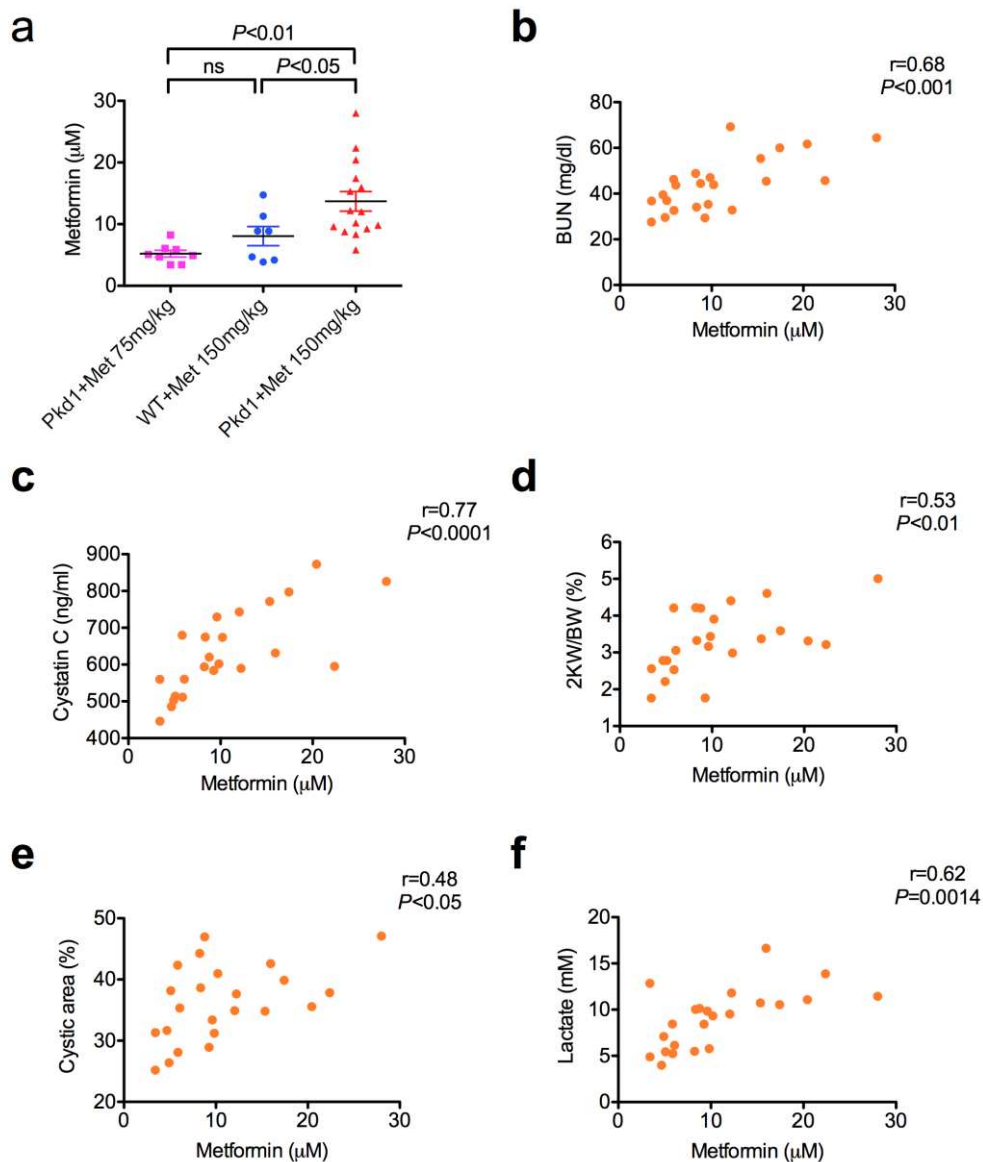 a
P<0.01
ns
P<0.05
30
20
10
0
Metformin (μM)
Pkd1+Met 75mg/kg
WT+Met 150mg/kg
Pkd1+Met 150mg/kg
b
r=0.68
P<0.001
80
60
40
20
0
BUN (mg/dl)
0 10 20 30
Metformin (μM)
c
r=0.77
P<0.0001
900
800
700
600
500
400
Cystatin C (ng/ml)
0 10 20 30
Metformin (μM)
d
r=0.53
P<0.01
6
5
4
3
2
1
2KW/BW (%)
0 10 20 30
Metformin (μM)
e
r=0.48
P<0.05
50
40
30
20
Cystic area (%)
0 10 20 30
Metformin (μM)
f
r=0.62
P=0.0014
20
15
10
5
0
Lactate (mM)
0 10 20 30
Metformin (μM)